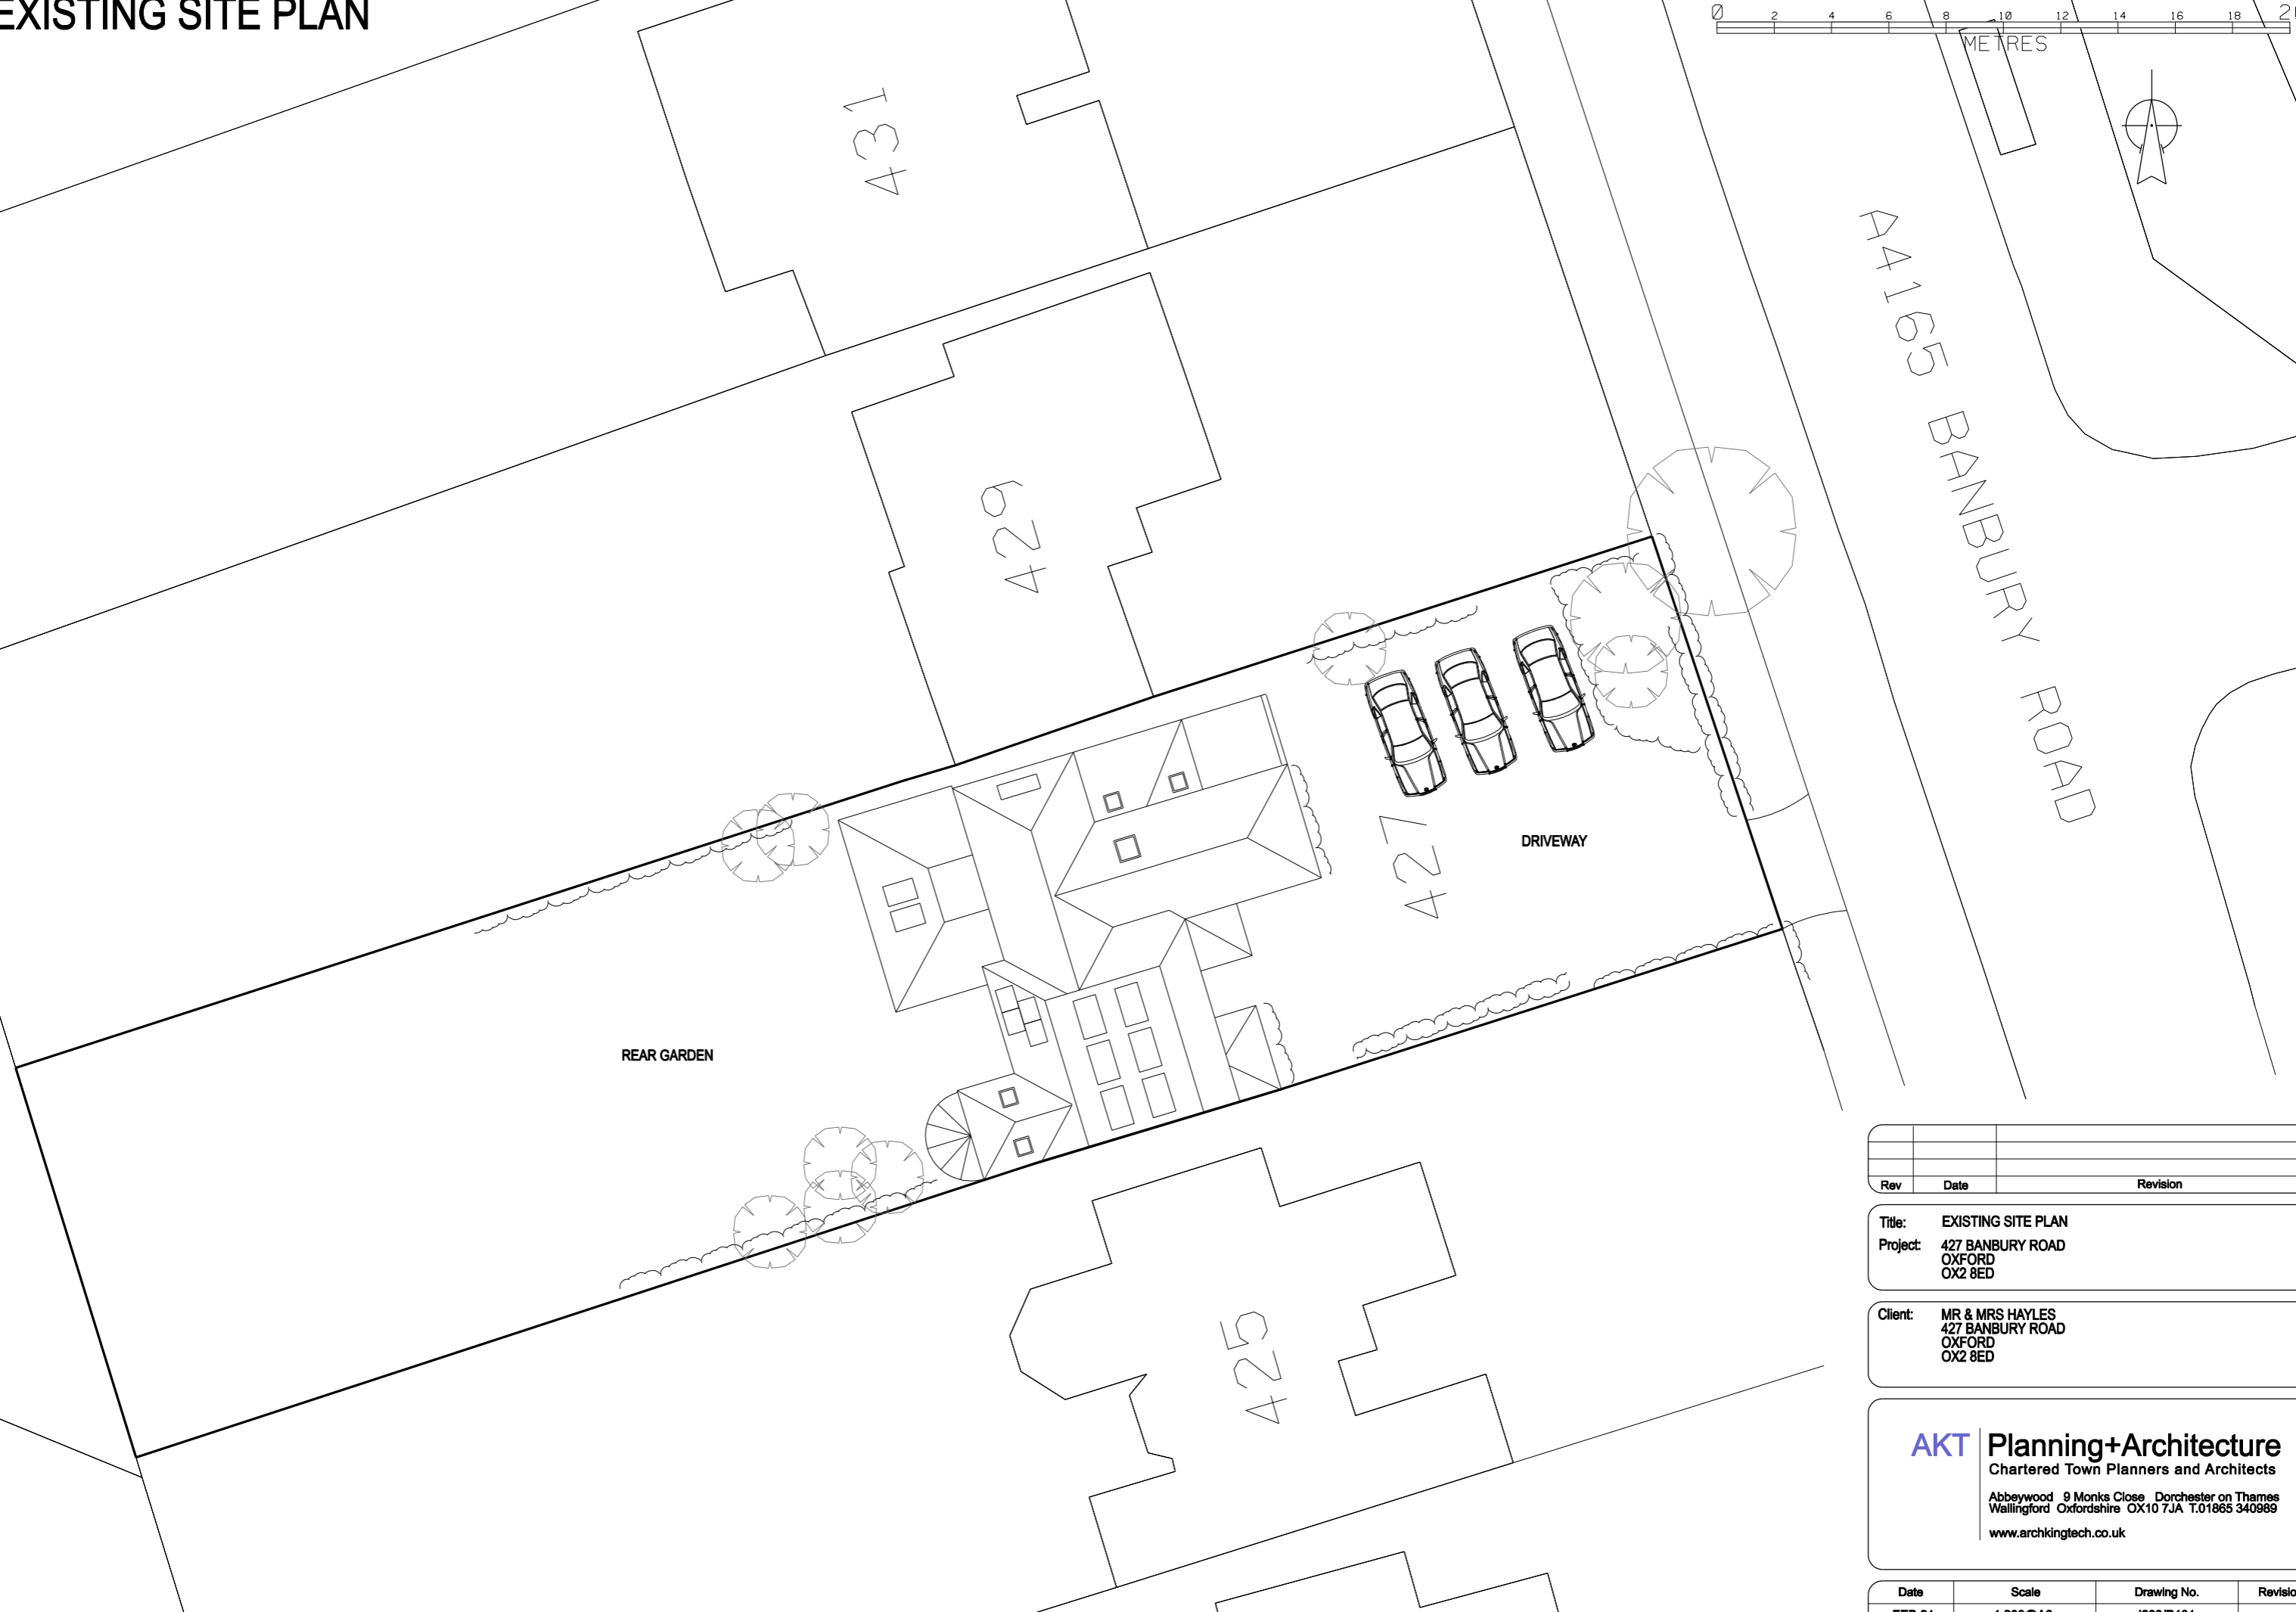 EXISTING SITE PLAN
0 2 4 6 8 10 12 14 16 18
METRES
431
429
A4165 BANBURY ROAD
427
DRIVEWAY
REAR GARDEN
425
Rev Date Revision
Title: EXISTING SITE PLAN
Project: 427 BANBURY ROAD
OXFORD
OX2 8ED
Client: MR & MRS HAYLES
427 BANBURY ROAD
OXFORD
OX2 8ED
AKT Planning+Architecture
Chartered Town Planners and Architects
Abbeywood 9 Monks Close Dorchester on Thames
Wallingford Oxfordshire OX10 7JA T.01865 340989
www.archkingtech.co.uk
Date Scale Drawing No.